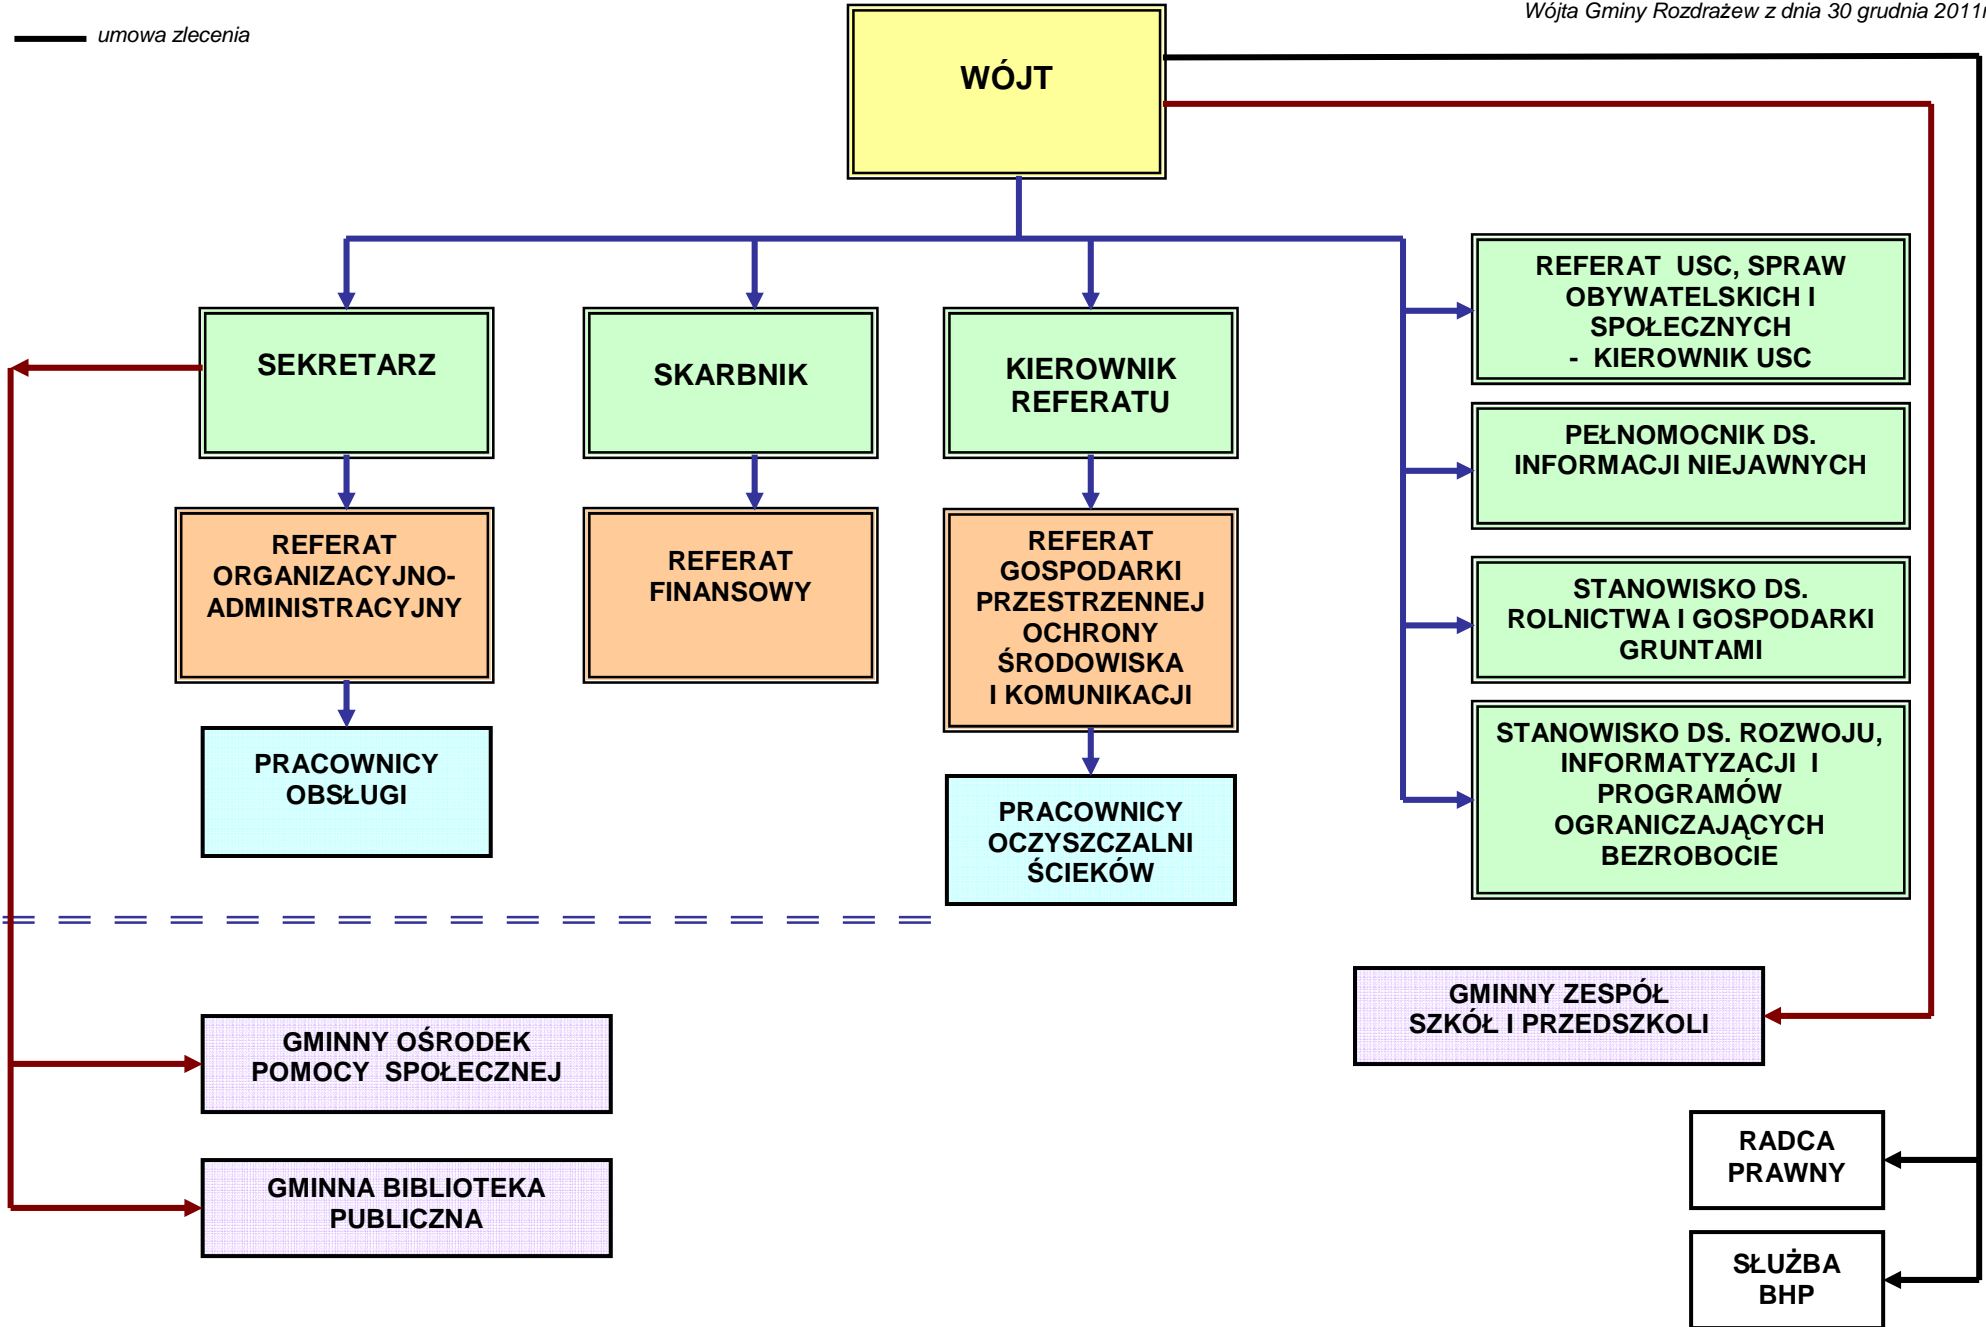 Wójta Gminy Rozdrażew z dnia 30 grudnia 2011r
umowa zlecenia
WÓJT
SEKRETARZ
SKARBNIK
KIEROWNIK
REFERATU
REFERAT USC, SPRAW
OBYWATELSKICH I
SPOŁECZNYCH
- KIEROWNIK USC
PEŁNOMOCNIK DS.
INFORMACJI NIEJAWNYCH
STANOWISKO DS.
ROLNICTWA I GOSPODARKI
GRUNTAMI
STANOWISKO DS. ROZWOJU,
INFORMATYZACJI I
PROGRAMÓW
OGRANICZAJĄCYCH
BEZROBOCIE
REFERAT
ORGANIZACYJNO-
ADMINISTRACYJNY
REFERAT
FINANSOWY
REFERAT
GOSPODARKI
PRZESTRZENNEJ
OCHRONY
ŚRODOWISKA
I KOMUNIKACJI
PRACOWNICY
OBSŁUGI
PRACOWNICY
OCZYSZCZALNI
ŚCIEKÓW
GMINNY ZESPÓŁ
SZKÓŁ I PRZEDSZKOLI
GMINNY OŚRODEK
POMOCY SPOŁECZNEJ
GMINNA BIBLIOTEKA
PUBLICZNA
RADCA
PRAWNY
SŁUŻBA
BHP